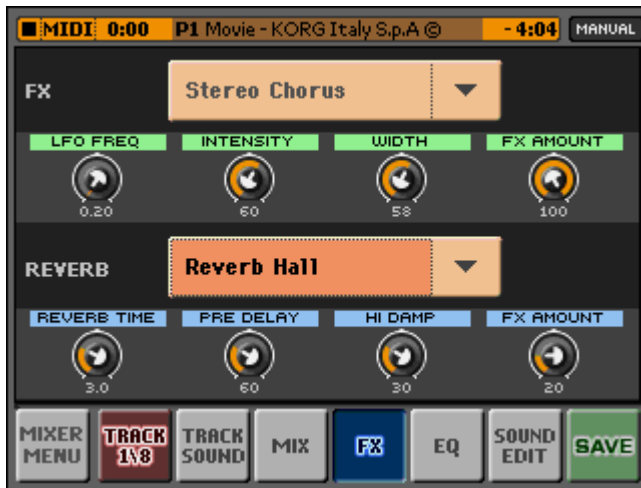 MIDI 0:00 P1 Movie - KORG Italy S.p.A © - 4:04 MANUAL
FX Stereo Chorus
LFO FREQ INTENSITY WIDTH FX AMOUNT
0.20 60 58 100
REVERB Reverb Hall
REVERB TIME PRE DELAY HI DAMP FX AMOUNT
3.0 60 30 20
MIXER MENU
TRACK 1\8
TRACK SOUND
MIX
FX
EQ
SOUND EDIT
SAVE